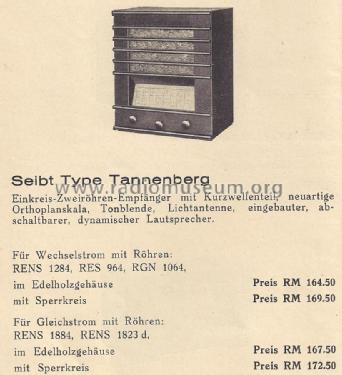 Seibt Type Tannenberg
www.radiomuseum.org
Einkreis-Zweiröhren-Empfänger mit Kurzwellenteil, neuartige
Orthoplanskala, Tonblende, Lichtantenne, eingebauter, ab-
schaltbarer, dynamischer Lautsprecher.
Für Wechselstrom mit Röhren:
RENS 1284, RES 964, RGN 1064,
im Edelholzgehäuse Preis RM 164.50
mit Sperrkreis Preis RM 169.50
Für Gleichstrom mit Röhren:
RENS 1884, RENS 1823 d,
im Edelholzgehäuse Preis RM 167.50
mit Sperrkreis Preis RM 172.50